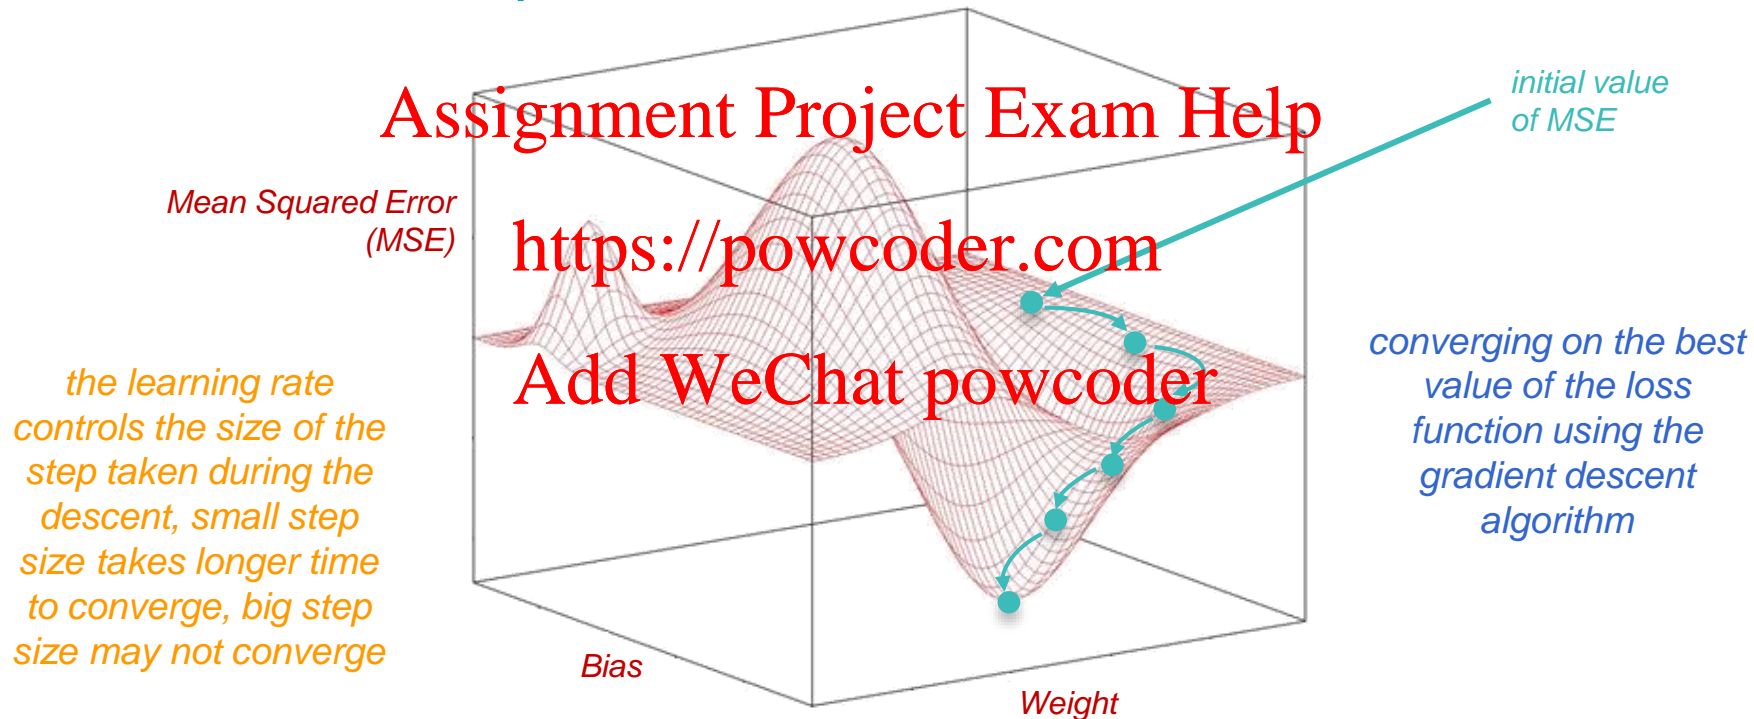 Assignment Project Exam Help
initial value
of MSE
Mean Squared Error
(MSE)
https://powcoder.com
Add WeChat powcoder
the learning rate
controls the size of the
step taken during the
descent, small step
size takes longer time
to converge, big step
size may not converge
converging on the best
value of the loss
function using the
gradient descent
algorithm
Bias
Weight